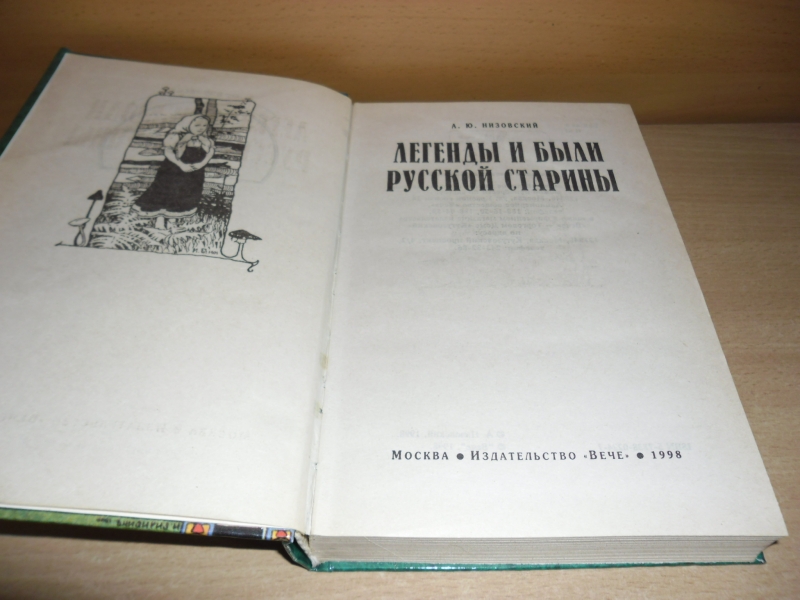 А. Ю. НИЗОВСКИЙ
ЛЕГЕНДЫ И БЫЛИ
РУССКОЙ СТАРИНЫ
МОСКВА ● ИЗДАТЕЛЬСТВО «ВЕЧЕ» ● 1998